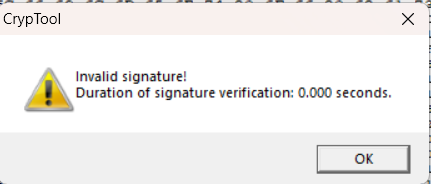 CrypTool
Invalid signature!
Duration of signature verification: 0.000 seconds.
OK